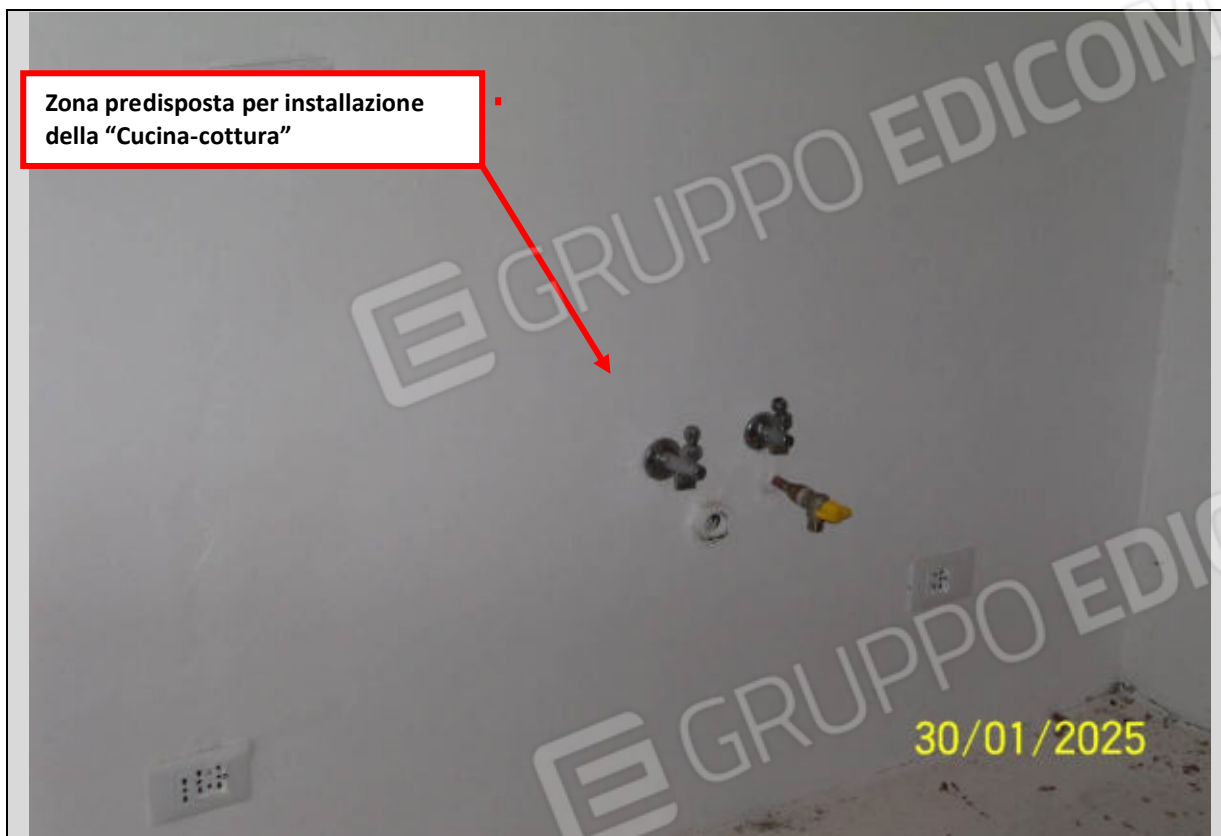 Zona predisposta per installazione
della “Cucina-cottura”
GRUPPO EDICOM
GRUPPO EDIC
30/01/2025